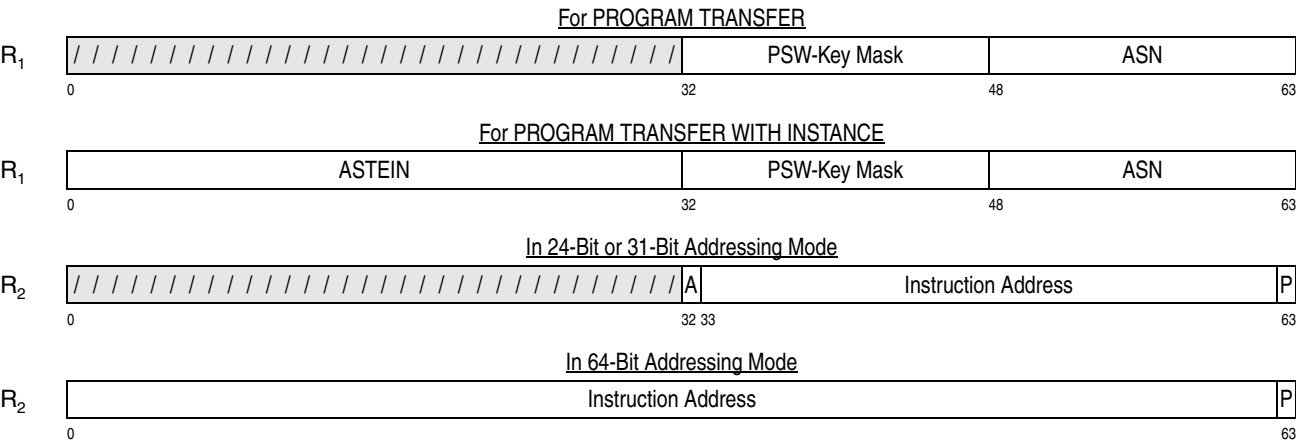 For PROGRAM TRANSFER
R1 / / / / / / / / / / / / / / / / / / / / / / / / / / / / / / / / PSW-Key Mask ASN
0 32 48 63
For PROGRAM TRANSFER WITH INSTANCE
R1 ASTEIN PSW-Key Mask ASN
0 32 48 63
In 24-Bit or 31-Bit Addressing Mode
R2 / / / / / / / / / / / / / / / / / / / / / / / / / / / / / / / / A Instruction Address P
0 32 33 63
In 64-Bit Addressing Mode
R2 Instruction Address P
0 63